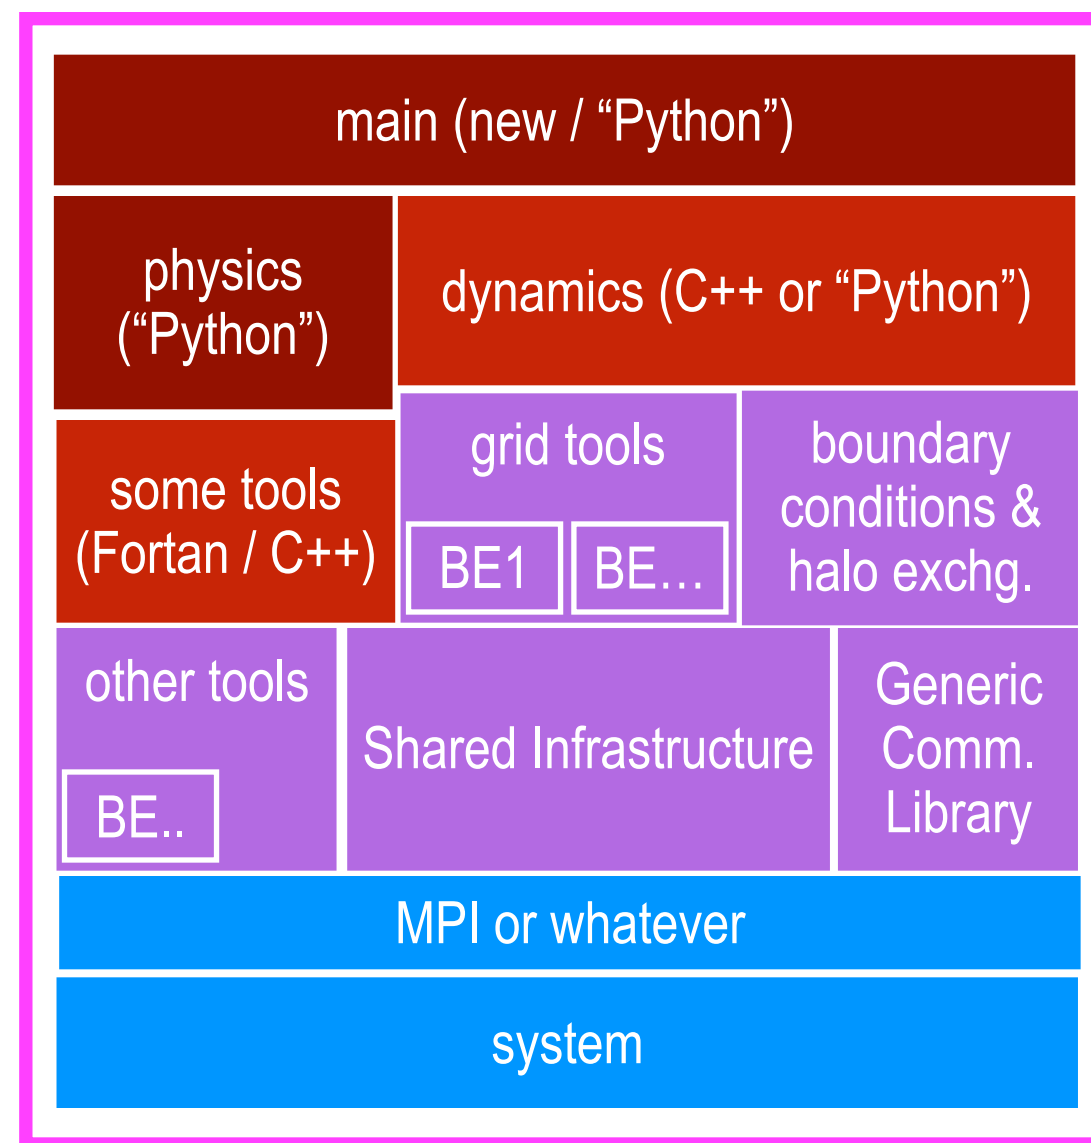 main (new / “Python”)
physics
(“Python”)
dynamics (C++ or “Python”)
some tools
(Fortan / C++)
grid tools
BE1
BE…
boundary
conditions &
halo exchg.
other tools
BE..
Shared Infrastructure
Generic
Comm.
Library
MPI or whatever
system